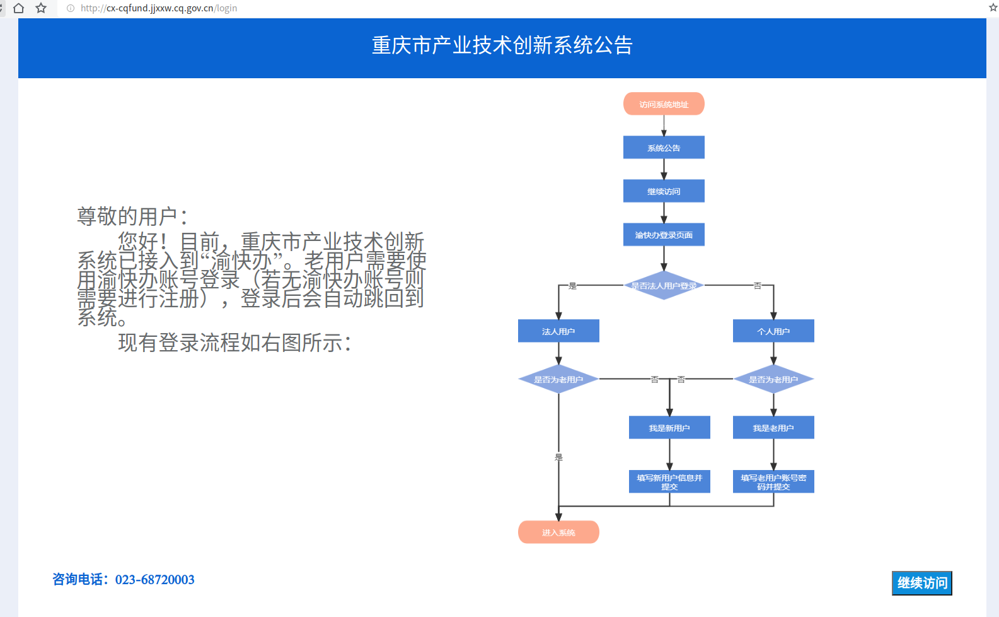 http://cx-cqfund.jjxxw.cq.gov.cn/login
重庆市产业技术创新系统公告
尊敬的用户：
您好！目前，重庆市产业技术创新
系统已接入到“渝快办”。老用户需要使
用渝快办账号登录（若无渝快办账号则
需要进行注册），登录后会自动跳回到
系统。
现有登录流程如右图所示：
访问系统地址
系统公告
继续访问
渝快办登录页面
是否法人用户登录
是
否
法人用户
个人用户
是否为老用户
否
否
是否为老用户
我是新用户
我是老用户
是
填写新用户信息并
提交
填写老用户账号密
码并提交
进入系统
咨询电话：023-68720003
继续访问